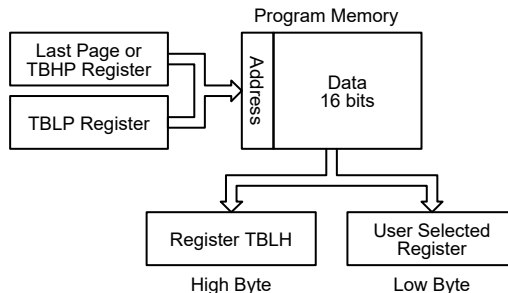 Program Memory
Last Page or
TBHP Register
TBLP Register
Address
Data
16 bits
Register TBLH
User Selected
Register
High Byte
Low Byte